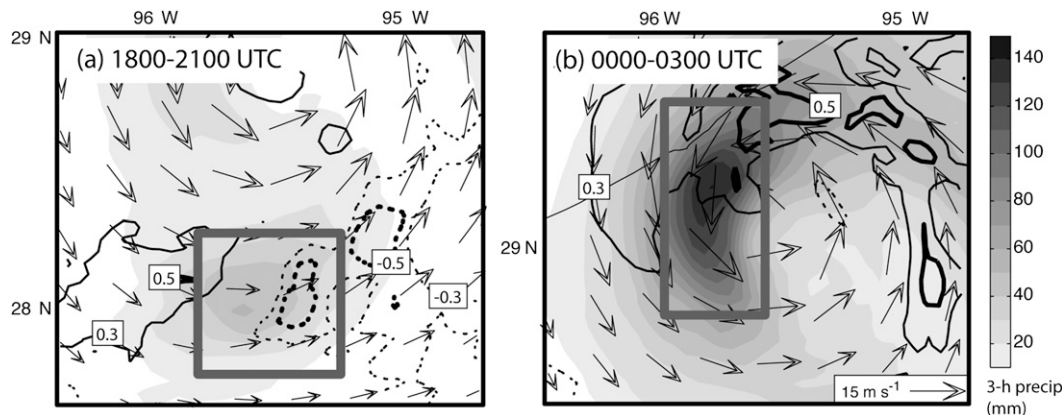 96 W 95 W
29 N
(a) 1800-2100 UTC
0.5
0.3
-0.5
-0.3
28 N
96 W 95 W
(b) 0000-0300 UTC
0.5
0.3
29 N
15 m s⁻¹
140
120
100
80
60
40
20
3-h precip
(mm)